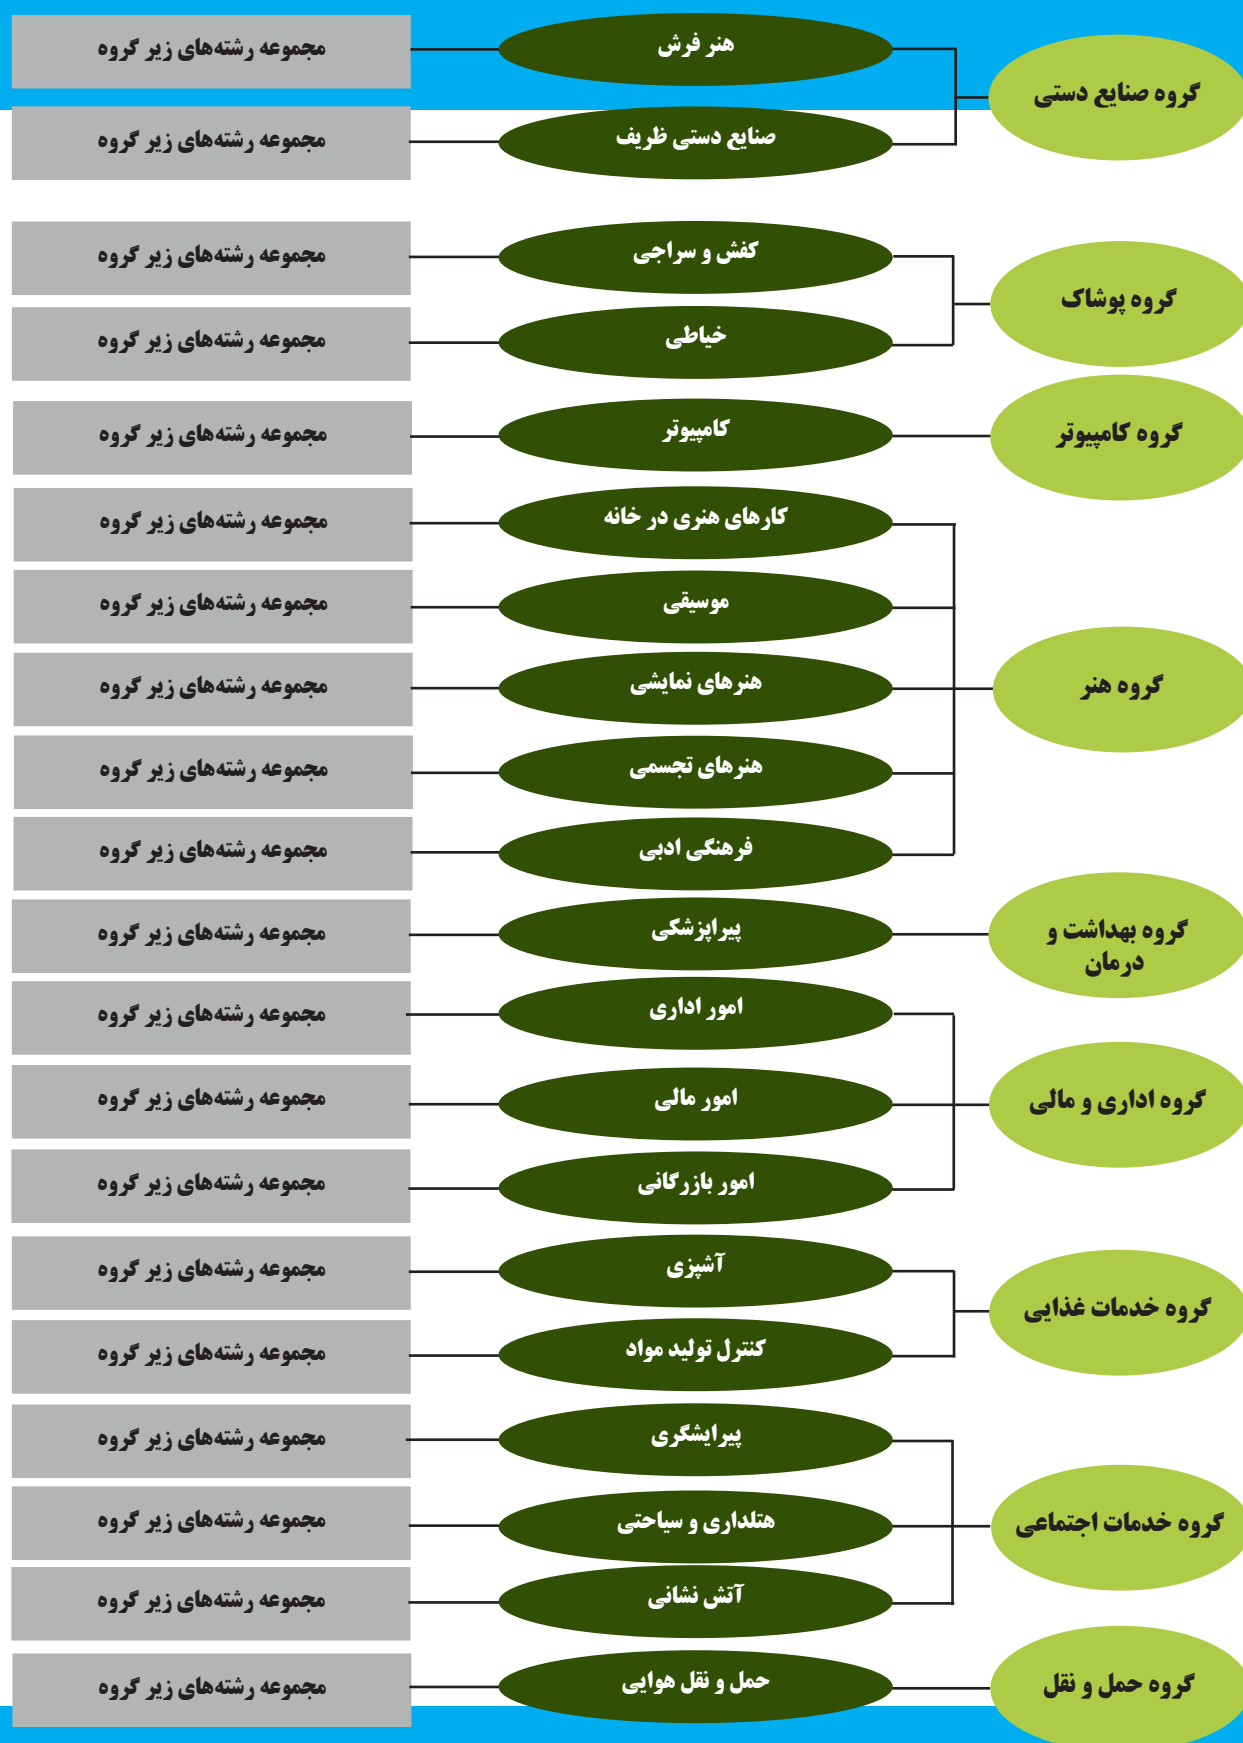 گروه صنایع دستی
هنر فرش
مجموعه رشته‌های زیر گروه
صنایع دستی ظریف
مجموعه رشته‌های زیر گروه
گروه پوشاک
کفش و سراجی
مجموعه رشته‌های زیر گروه
خیاطی
مجموعه رشته‌های زیر گروه
گروه کامپیوتر
کامپیوتر
مجموعه رشته‌های زیر گروه
گروه هنر
کارهای هنری در خانه
مجموعه رشته‌های زیر گروه
موسیقی
مجموعه رشته‌های زیر گروه
هنرهای نمایشی
مجموعه رشته‌های زیر گروه
هنرهای تجسمی
مجموعه رشته‌های زیر گروه
فرهنگی ادبی
مجموعه رشته‌های زیر گروه
گروه بهداشت و
درمان
پیراپزشکی
مجموعه رشته‌های زیر گروه
گروه اداری و مالی
امور اداری
مجموعه رشته‌های زیر گروه
امور مالی
مجموعه رشته‌های زیر گروه
امور بازرگانی
مجموعه رشته‌های زیر گروه
گروه خدمات غذایی
آشپزی
مجموعه رشته‌های زیر گروه
کنترل تولید مواد
مجموعه رشته‌های زیر گروه
گروه خدمات اجتماعی
پیرایشگری
مجموعه رشته‌های زیر گروه
هتلداری و سیاحتی
مجموعه رشته‌های زیر گروه
آتش نشانی
مجموعه رشته‌های زیر گروه
گروه حمل و نقل
حمل و نقل هوایی
مجموعه رشته‌های زیر گروه